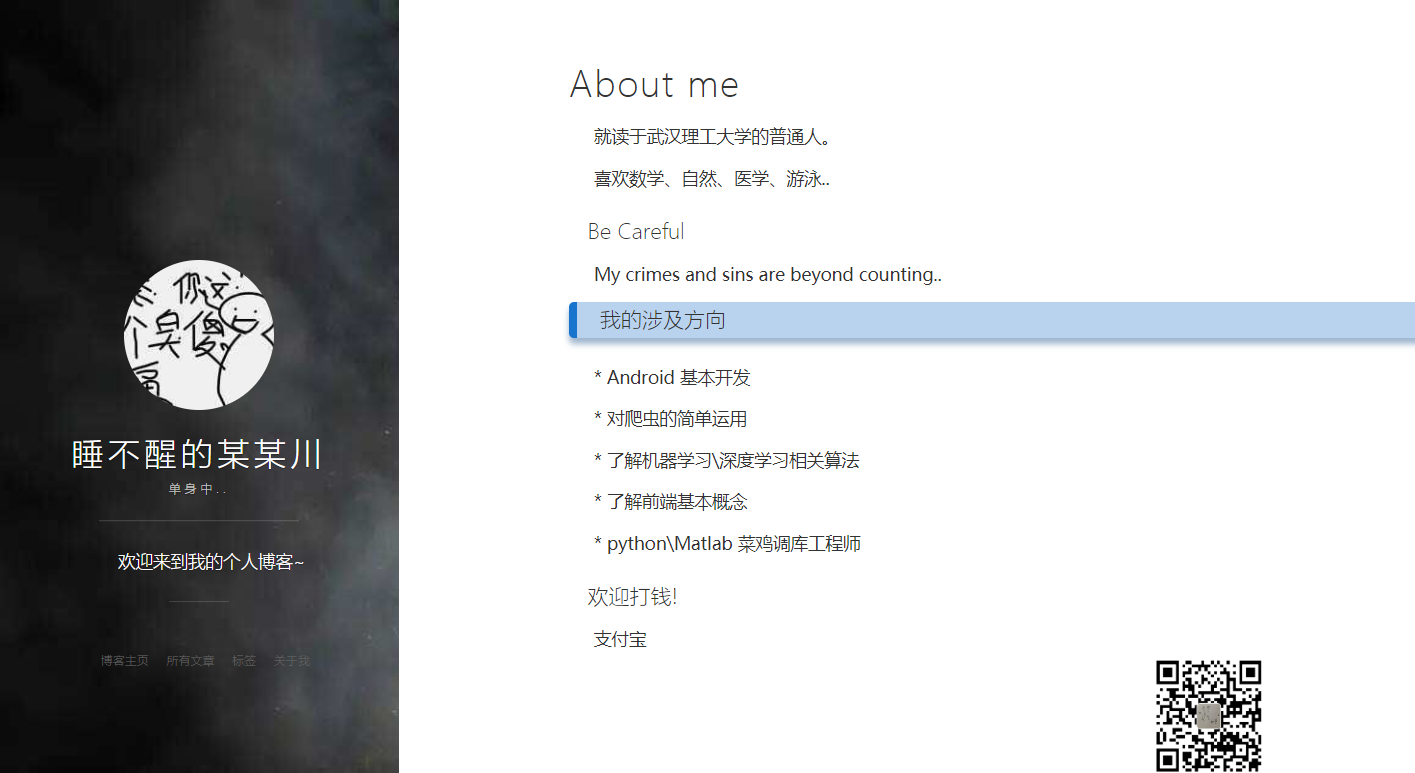 你这
个臭傻
睡不醒的某某川
单身中..
欢迎来到我的个人博客~
博客主页 所有文章 标签 关于我
About me
就读于武汉理工大学的普通人。
喜欢数学、自然、医学、游泳..
Be Careful
My crimes and sins are beyond counting..
我的涉及方向
* Android 基本开发
* 对爬虫的简单运用
* 了解机器学习\深度学习相关算法
* 了解前端基本概念
* python\Matlab 菜鸡调库工程师
欢迎打钱!
支付宝